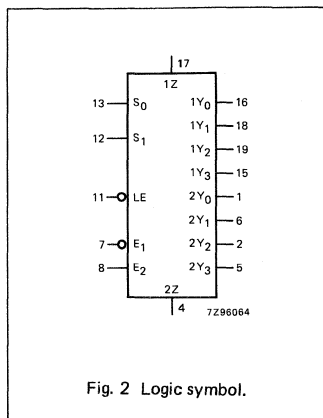 17
1Z
13 S0 1Y0 16
1Y1 18
12 S1 1Y2 19
1Y3 15
11 LE 2Y0 1
2Y1 6
7 E1 2Y2 2
8 E2 2Y3 5
2Z
4 7Z96064
Fig. 2 Logic symbol.